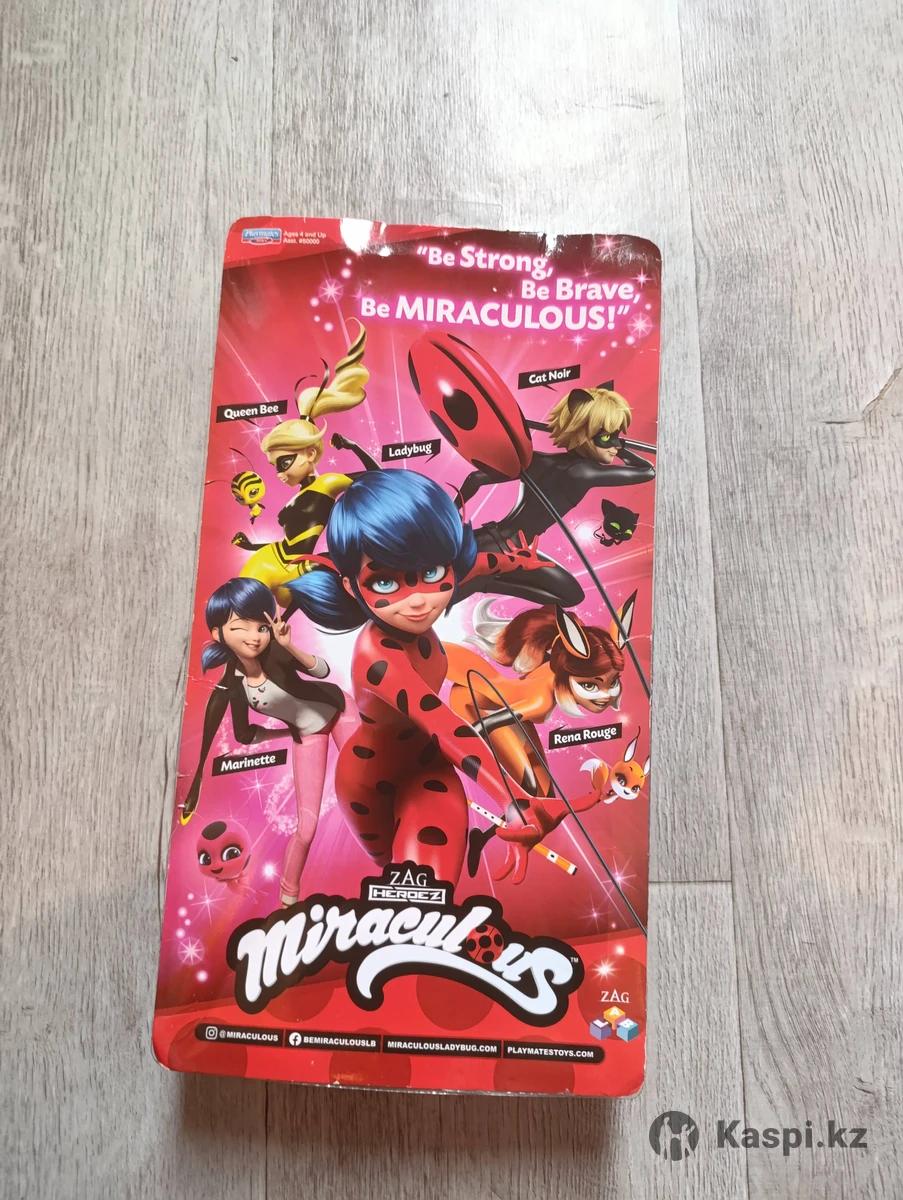 Playmates
Ages 4 and Up
Asst. #50000
"Be Strong,
Be Brave,
Be MIRACULOUS!"
Cat Noir
Queen Bee
Ladybug
Rena Rouge
Marinette
ZAG
HEROEZ
Miraculous™
ZAG
@MIRACULOUS
BEMIRACULOUSLB
MIRACULOUSLADYBUG.COM
PLAYMATESTOYS.COM
Kaspi.kz